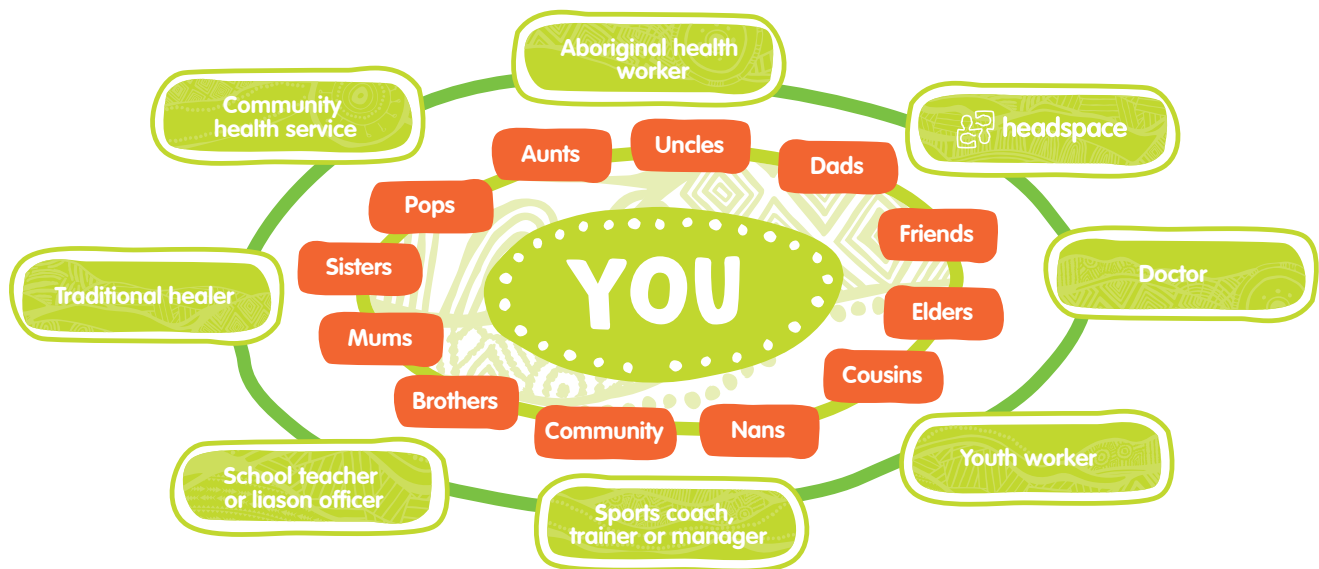 Aboriginal health
worker
Community
health service
headspace
Uncles
Aunts
Dads
Pops
Friends
Sisters
YOU
Doctor
Traditional healer
Elders
Mums
Cousins
Brothers
Community
Nans
Youth worker
School teacher
or liason officer
Sports coach,
trainer or manager